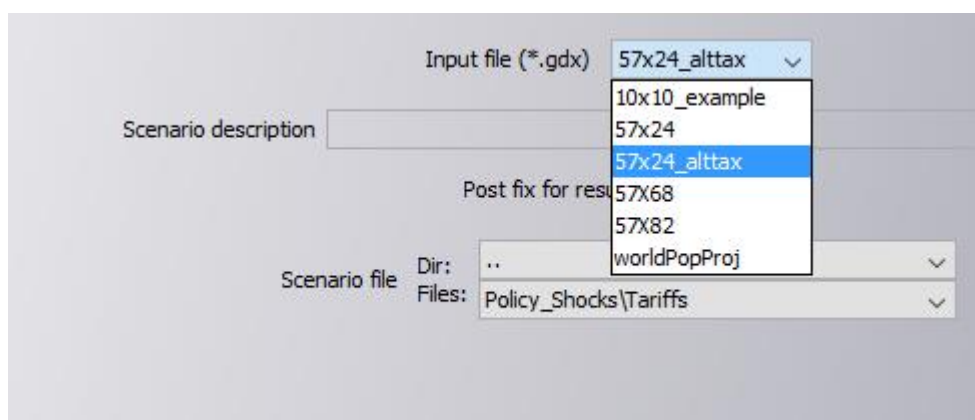 Input file (*.gdx) 57x24_alttax
10x10_example
Scenario description
57x24
57x24_alttax
Post fix for
57X68
57X82
worldPopProj
Scenario file Dir: ..
Files: Policy_Shocks\Tariffs